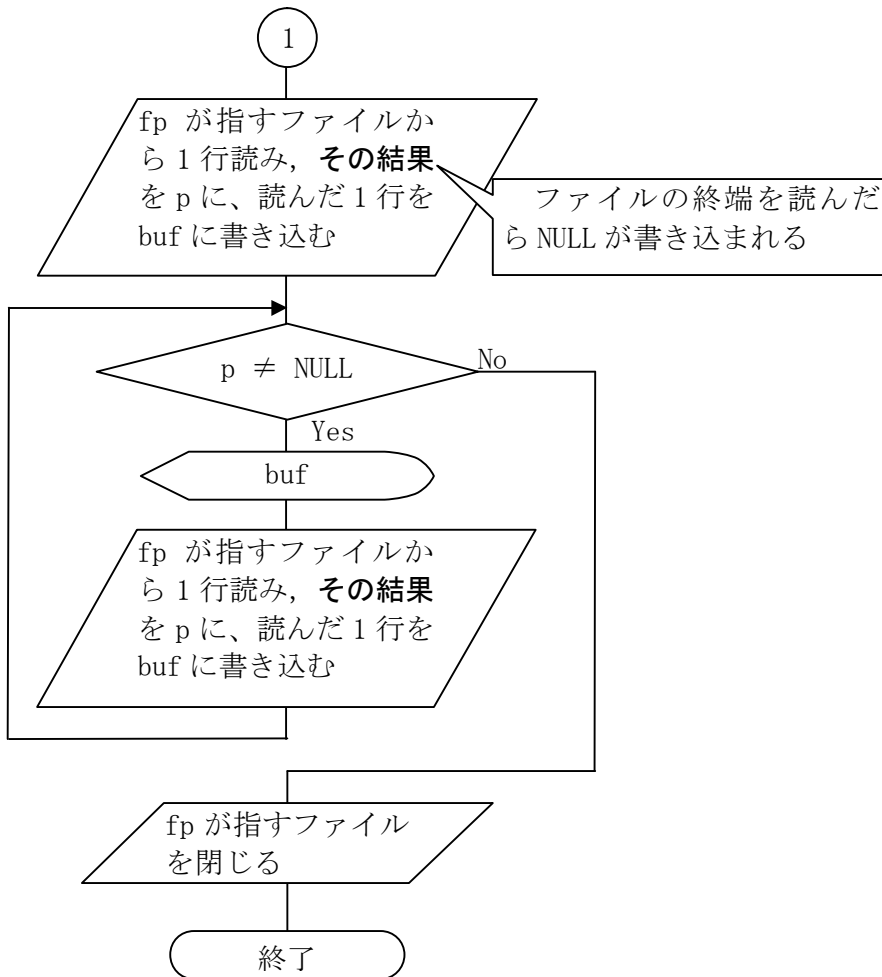 1
fp が指すファイルか
ら 1 行読み，その結果
を p に、読んだ 1 行を
buf に書き込む
ファイルの終端を読んだ
ら NULL が書き込まれる
p ≠ NULL
No
Yes
buf
fp が指すファイルか
ら 1 行読み，その結果
を p に、読んだ 1 行を
buf に書き込む
fp が指すファイル
を閉じる
終了